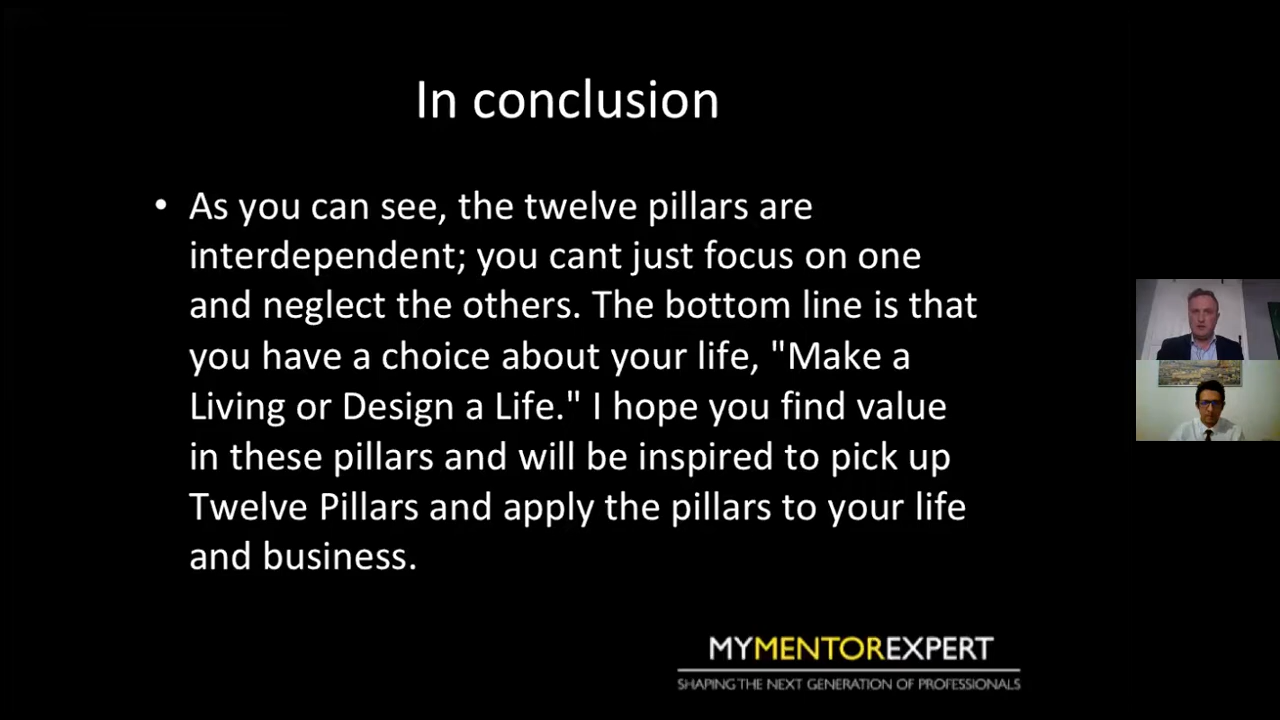 In conclusion
• As you can see, the twelve pillars are
interdependent; you cant just focus on one
and neglect the others. The bottom line is that
you have a choice about your life, "Make a
Living or Design a Life." I hope you find value
in these pillars and will be inspired to pick up
Twelve Pillars and apply the pillars to your life
and business.
MYMENTOREXPERT
SHAPING THE NEXT GENERATION OF PROFESSIONALS